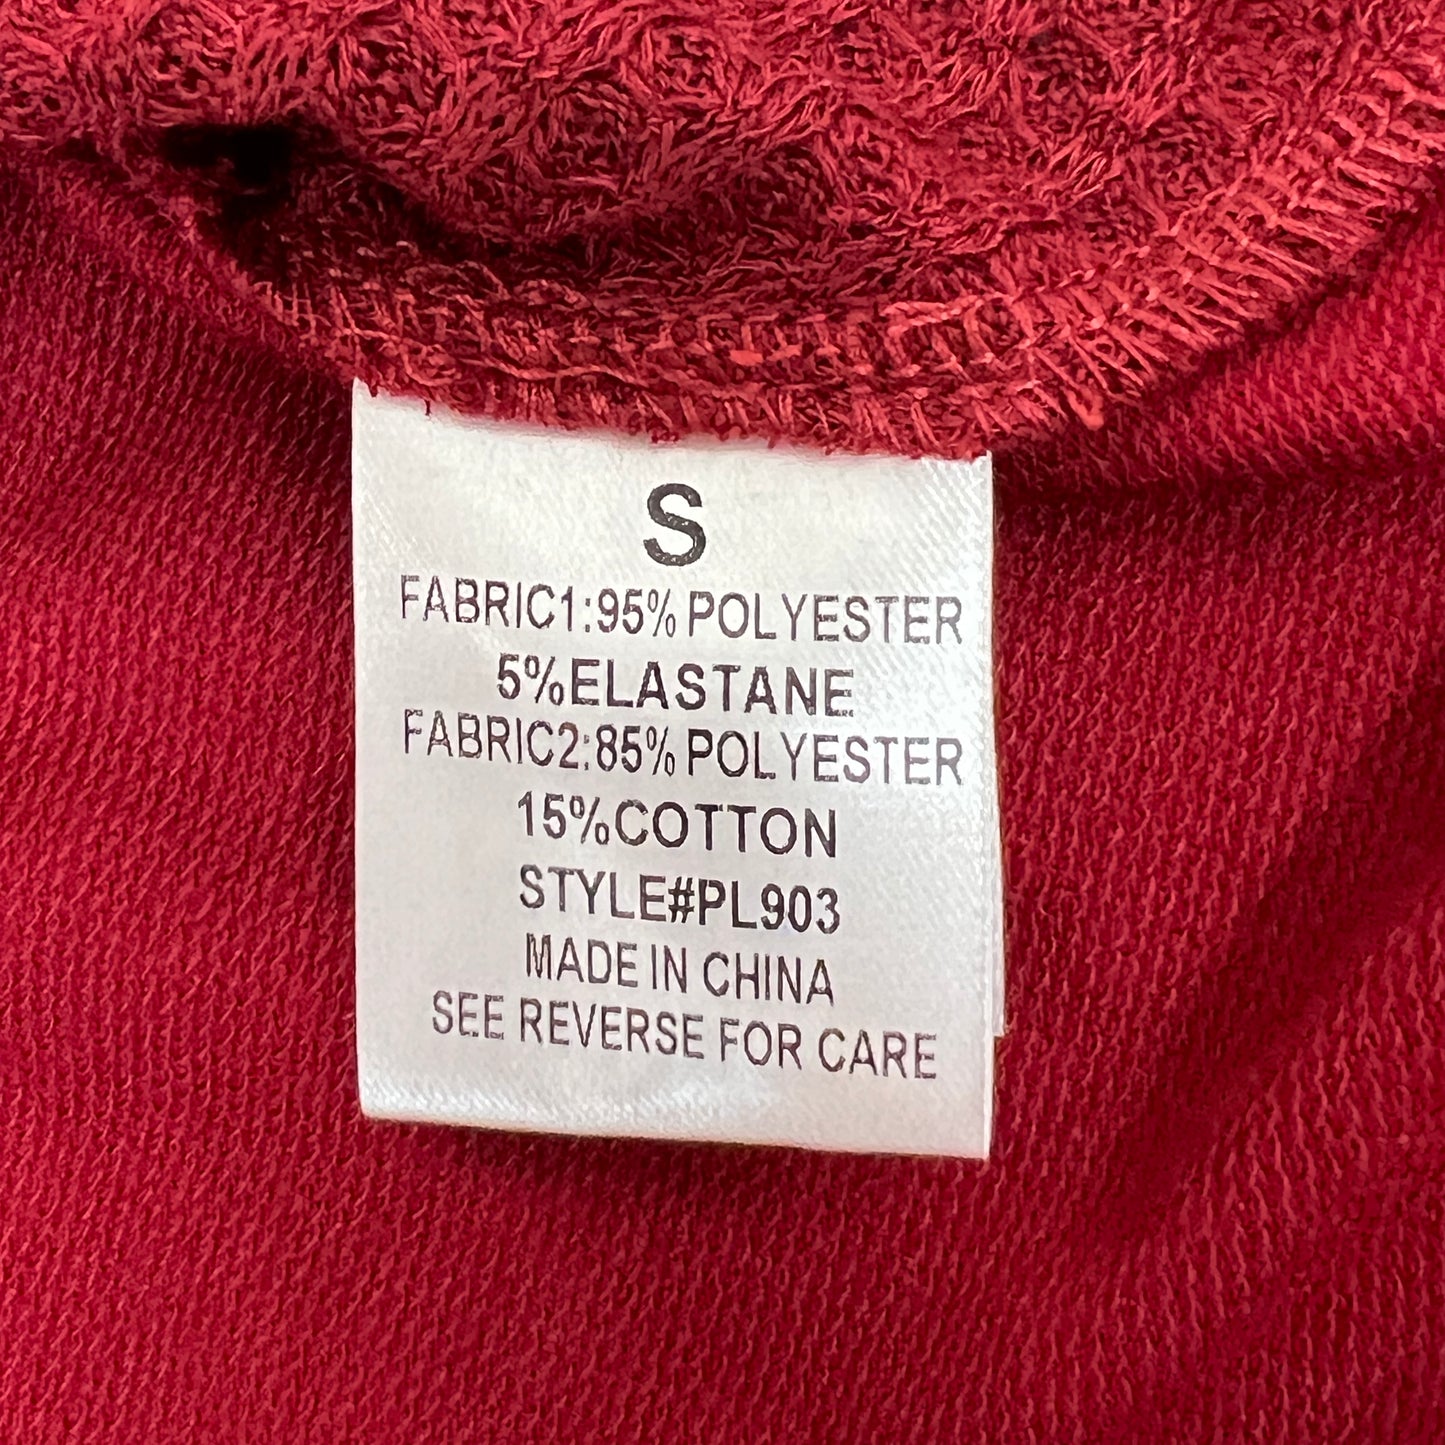 S
FABRIC1:95% POLYESTER
5%ELASTANE
FABRIC2:85% POLYESTER
15%COTTON
STYLE#PL903
MADE IN CHINA
SEE REVERSE FOR CARE